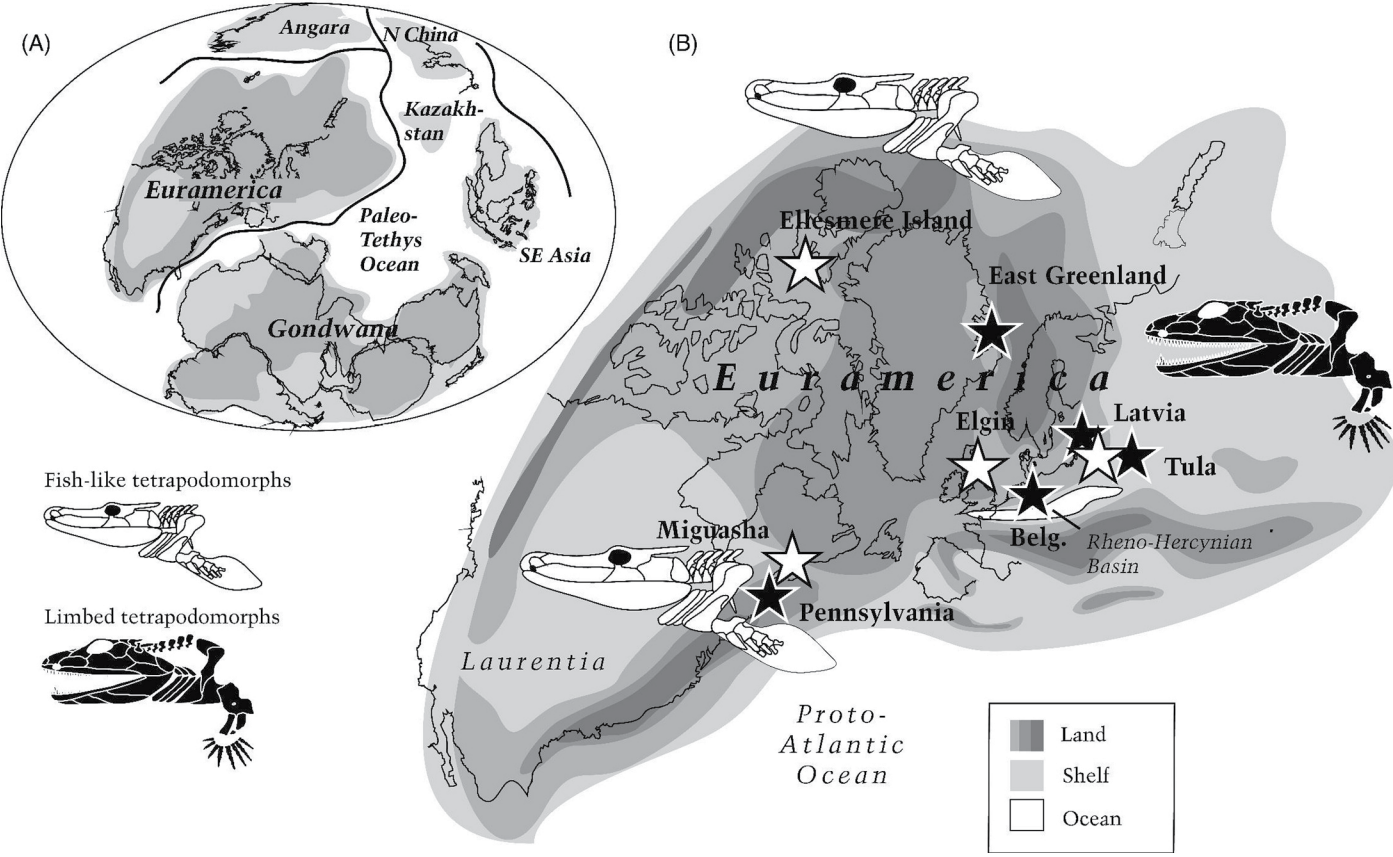 (A)
Angara
N China
Kazakh-
stan
Euramerica
Paleo-
Tethys
Ocean
SE Asia
Gondwana
Fish-like tetrapodomorphs
Limbed tetrapodomorphs
(B)
Ellesmere Island
East Greenland
Euramerica
Elgin
Latvia
Tula
Miguasha
Belg.
Rheno-Hercynian
Basin
Pennsylvania
Laurentia
Proto-
Atlantic
Ocean
Land
Shelf
Ocean